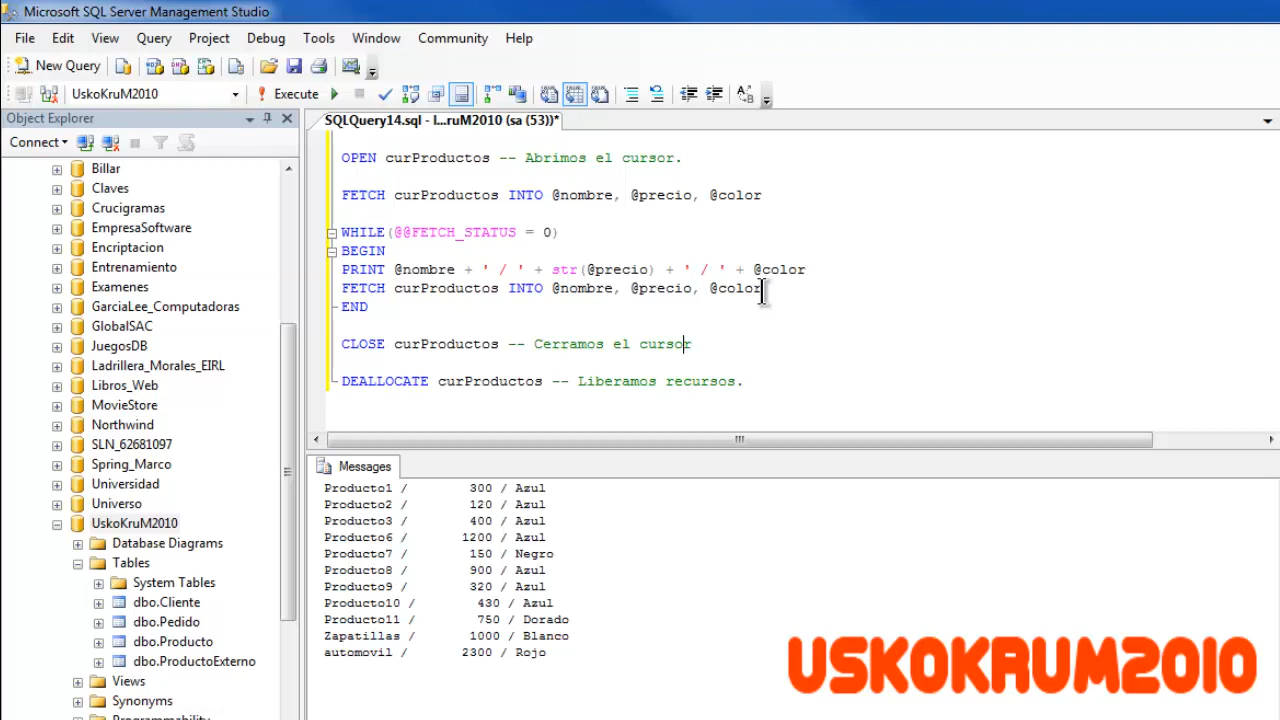 Microsoft SQL Server Management Studio
File Edit View Query Project Debug Tools Window Community Help
New Query
UskoKruM2010 Execute
Object Explorer
SQLQuery14.sql - l...ruM2010 (sa (53))*
Connect
Billar
Claves
Crucigramas
EmpresaSoftware
Encriptacion
Entrenamiento
Examenes
GarciaLee_Computadoras
GlobalSAC
JuegosDB
Ladrillera_Morales_EIRL
Libros_Web
MovieStore
Northwind
SLN_62681097
Spring_Marco
Universidad
Universo
UskoKruM2010
Database Diagrams
Tables
System Tables
dbo.Cliente
dbo.Pedido
dbo.Producto
dbo.ProductoExterno
Views
Synonyms
Programmability
OPEN curProductos -- Abrimos el cursor.
FETCH curProductos INTO @nombre, @precio, @color
WHILE(@@FETCH_STATUS = 0)
BEGIN
PRINT @nombre + ' / ' + str(@precio) + ' / ' + @color
FETCH curProductos INTO @nombre, @precio, @color
END
CLOSE curProductos -- Cerramos el cursor
DEALLOCATE curProductos -- Liberamos recursos.
Messages
Producto1 / 300 / Azul
Producto2 / 120 / Azul
Producto3 / 400 / Azul
Producto6 / 1200 / Azul
Producto7 / 150 / Negro
Producto8 / 900 / Azul
Producto9 / 320 / Azul
Producto10 / 430 / Azul
Producto11 / 750 / Dorado
Zapatillas / 1000 / Blanco
automovil / 2300 / Rojo
USKOKRUM2010